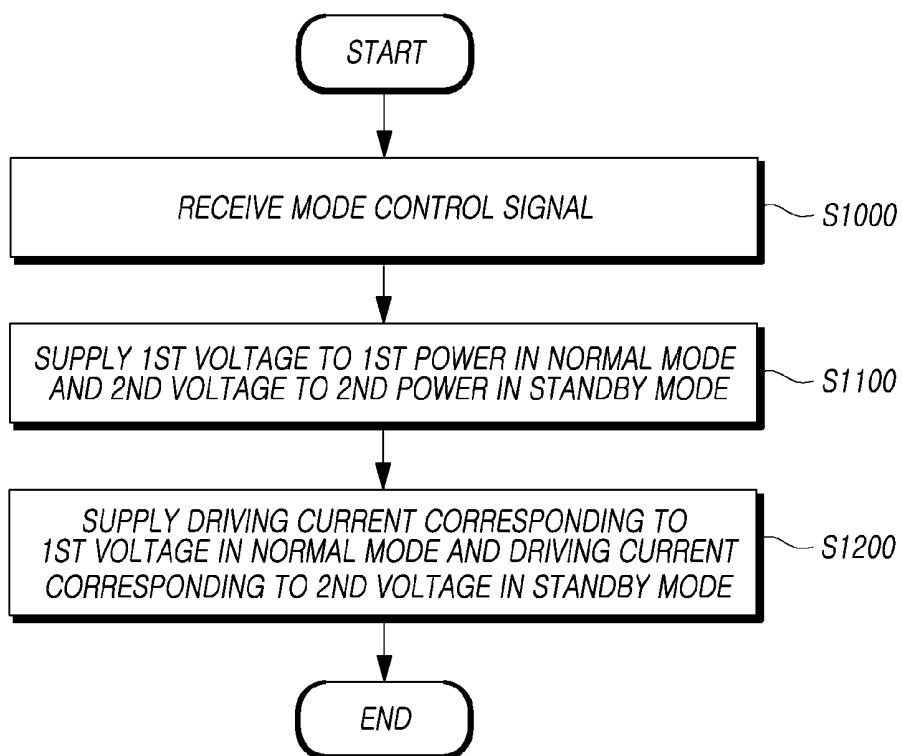 START
RECEIVE MODE CONTROL SIGNAL
S1000
SUPPLY 1ST VOLTAGE TO 1ST POWER IN NORMAL MODE
AND 2ND VOLTAGE TO 2ND POWER IN STANDBY MODE
S1100
SUPPLY DRIVING CURRENT CORRESPONDING TO
1ST VOLTAGE IN NORMAL MODE AND DRIVING CURRENT
CORRESPONDING TO 2ND VOLTAGE IN STANDBY MODE
S1200
END